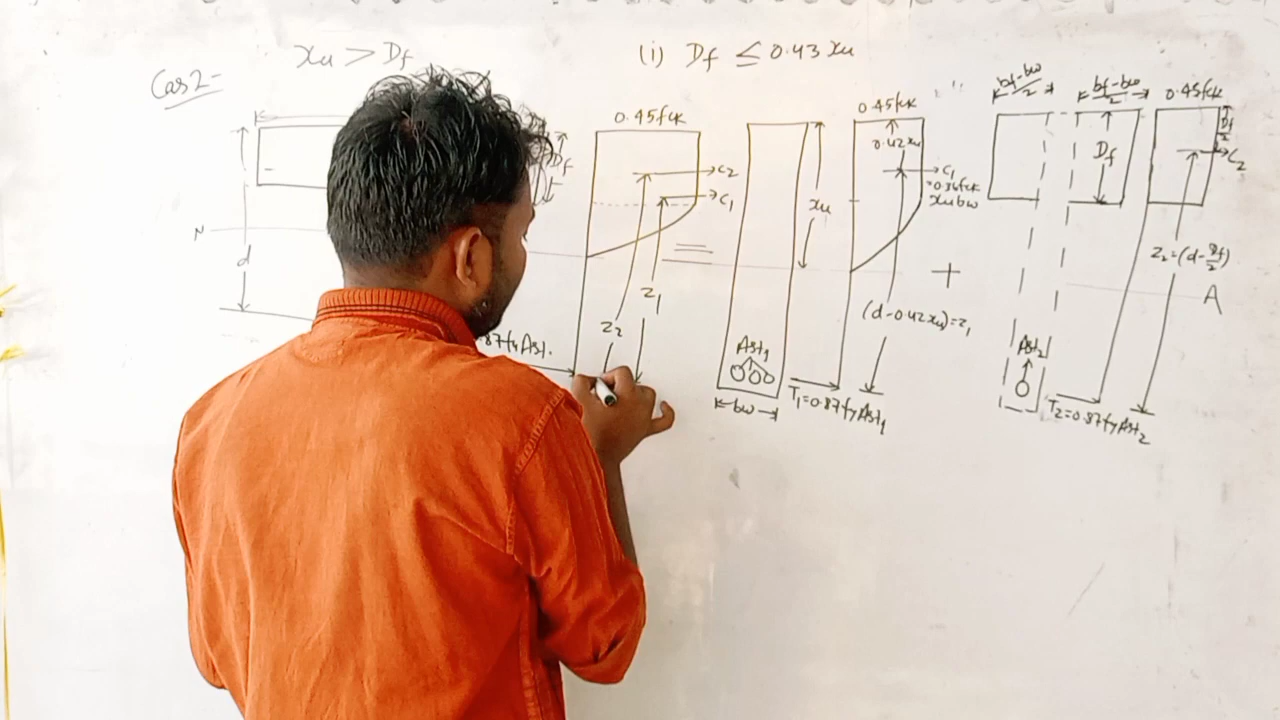 Cas2-
xu > Df
(i) Df ≤ 0.43 xu
Df
N
d
.87fyAst.
0.45fck
C2
C1
Z1
Z2
xu
Ast1
bw
0.45fck
0.42xu
C1
=0.36fck
xubw
(d-0.42xu)=z1
T1=0.87fyAst1
+
bf-bw/2
bf-bw/2
Df
Ast2
0.45fck
Df/2
C2
Z2=(d-Df/2)
A
T2=0.87fyAst2